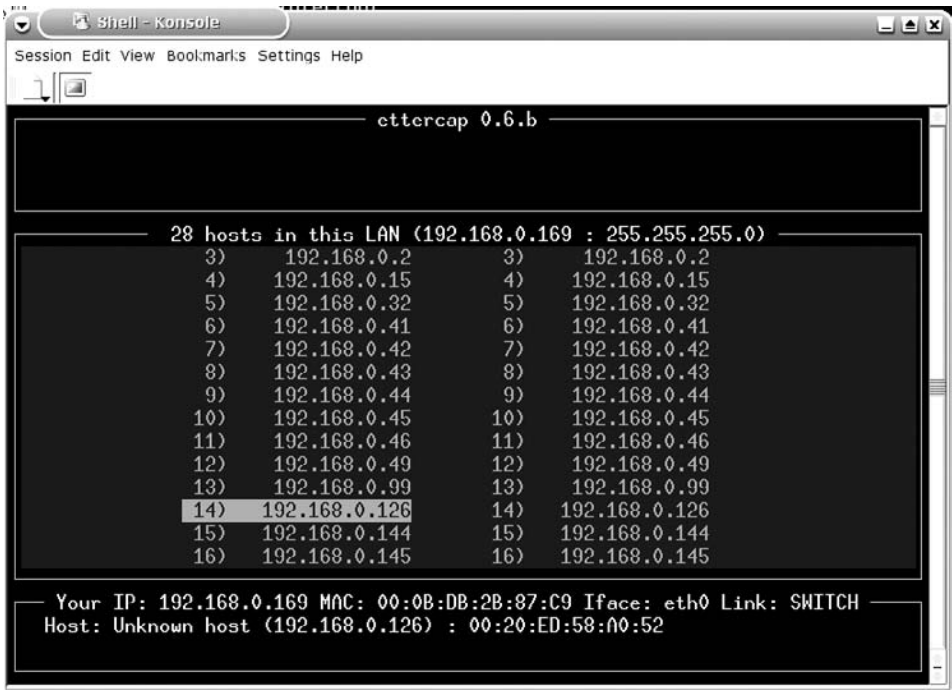 Shell - Konsole
Session Edit View Bookmarks Settings Help
ettercap 0.6.b
28 hosts in this LAN (192.168.0.169 : 255.255.255.0)
3) 192.168.0.2 3) 192.168.0.2
4) 192.168.0.15 4) 192.168.0.15
5) 192.168.0.32 5) 192.168.0.32
6) 192.168.0.41 6) 192.168.0.41
7) 192.168.0.42 7) 192.168.0.42
8) 192.168.0.43 8) 192.168.0.43
9) 192.168.0.44 9) 192.168.0.44
10) 192.168.0.45 10) 192.168.0.45
11) 192.168.0.46 11) 192.168.0.46
12) 192.168.0.49 12) 192.168.0.49
13) 192.168.0.99 13) 192.168.0.99
14) 192.168.0.126 14) 192.168.0.126
15) 192.168.0.144 15) 192.168.0.144
16) 192.168.0.145 16) 192.168.0.145
Your IP: 192.168.0.169 MAC: 00:0B:DB:2B:87:C9 Iface: eth0 Link: SWITCH
Host: Unknown host (192.168.0.126) : 00:20:ED:58:A0:52